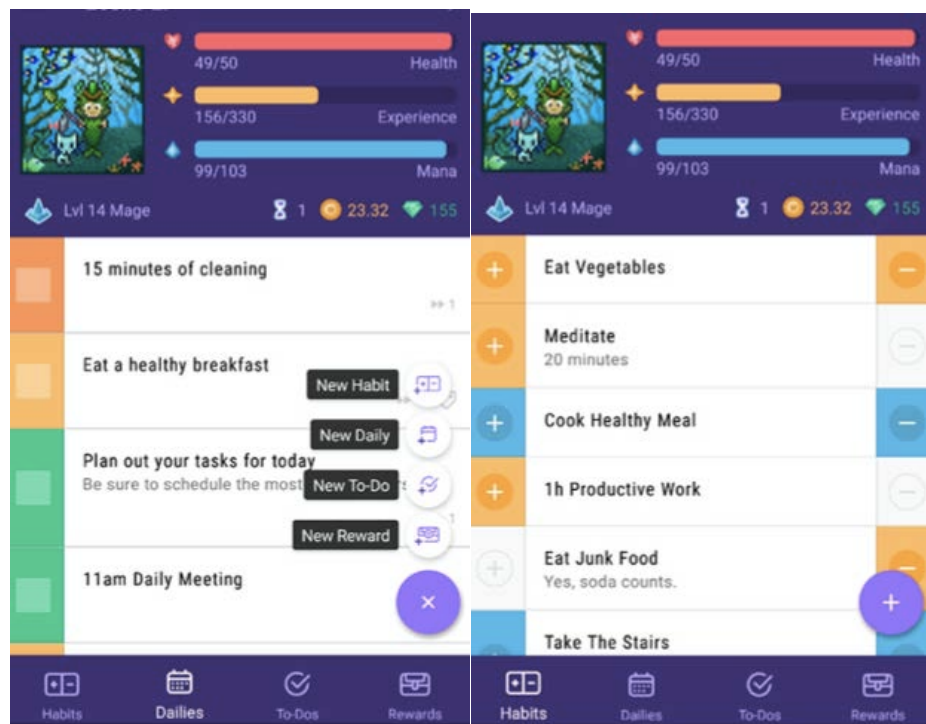 49/50 Health
156/330 Experience
99/103 Mana
Lvl 14 Mage 1 23.32 155
15 minutes of cleaning
1
Eat a healthy breakfast
New Habit
New Daily
Plan out your tasks for today
Be sure to schedule the most
New To-Do
1
New Reward
11am Daily Meeting
Habits Dailies To-Dos Rewards
49/50 Health
156/330 Experience
99/103 Mana
Lvl 14 Mage 1 23.32 155
Eat Vegetables
Meditate
20 minutes
Cook Healthy Meal
1h Productive Work
Eat Junk Food
Yes, soda counts.
Take The Stairs
Habits Dailies To-Dos Rewards